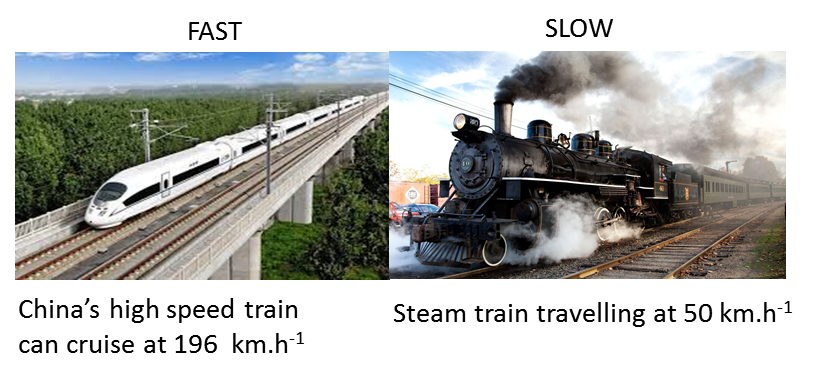 FAST
SLOW
China’s high speed train
can cruise at 196  km.h⁻¹
Steam train travelling at 50 km.h⁻¹